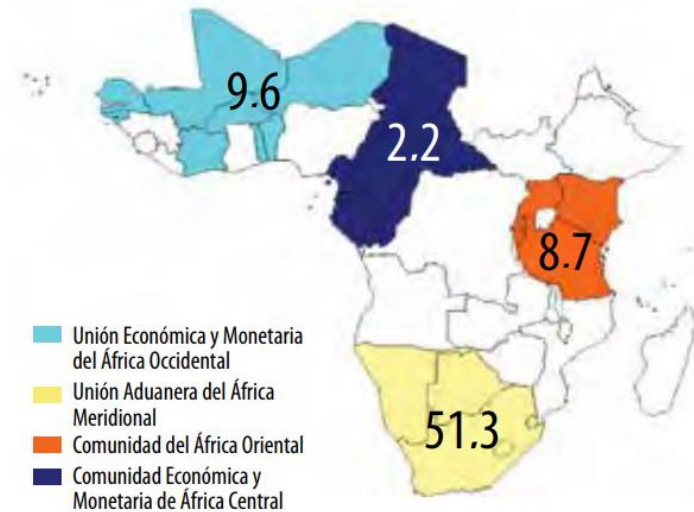 9.6
2.2
8.7
51.3
Unión Económica y Monetaria
del África Occidental
Unión Aduanera del África
Meridional
Comunidad del África Oriental
Comunidad Económica y
Monetaria de África Central